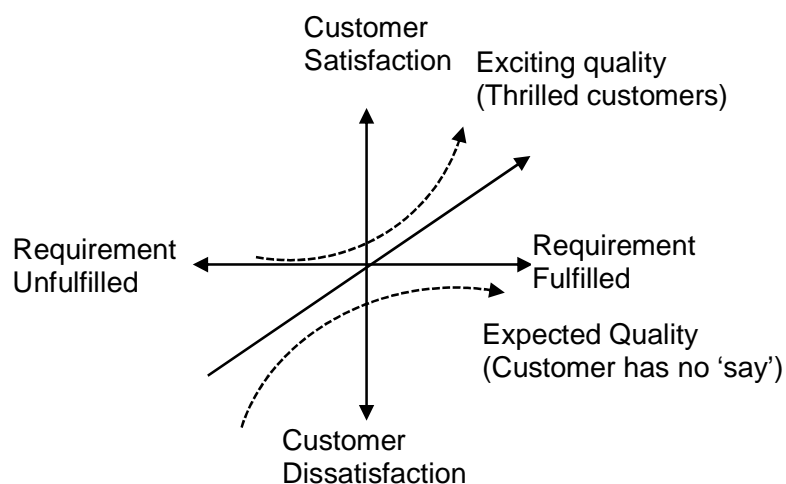 Customer
Satisfaction
Exciting quality
(Thrilled customers)
Requirement
Unfulfilled
Requirement
Fulfilled
Expected Quality
(Customer has no ‘say’)
Customer
Dissatisfaction